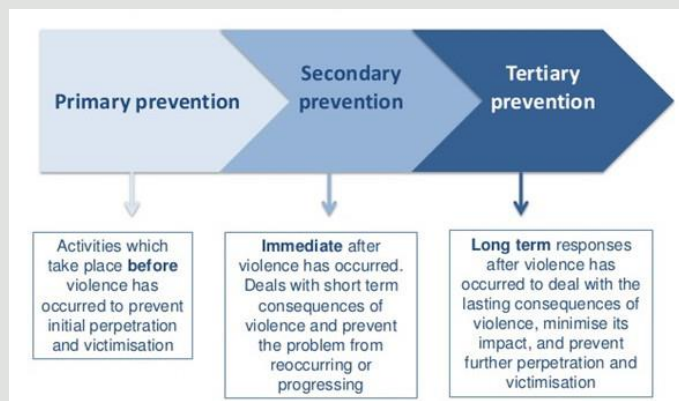 Primary prevention
Secondary
prevention
Tertiary
prevention
Activities which
take place before
violence has
occurred to prevent
initial perpetration
and victimisation
Immediate after
violence has occurred.
Deals with short term
consequences of
violence and prevent
the problem from
reoccurring or
progressing
Long term responses
after violence has
occurred to deal with the
lasting consequences of
violence, minimise its
impact, and prevent
further perpetration and
victimisation